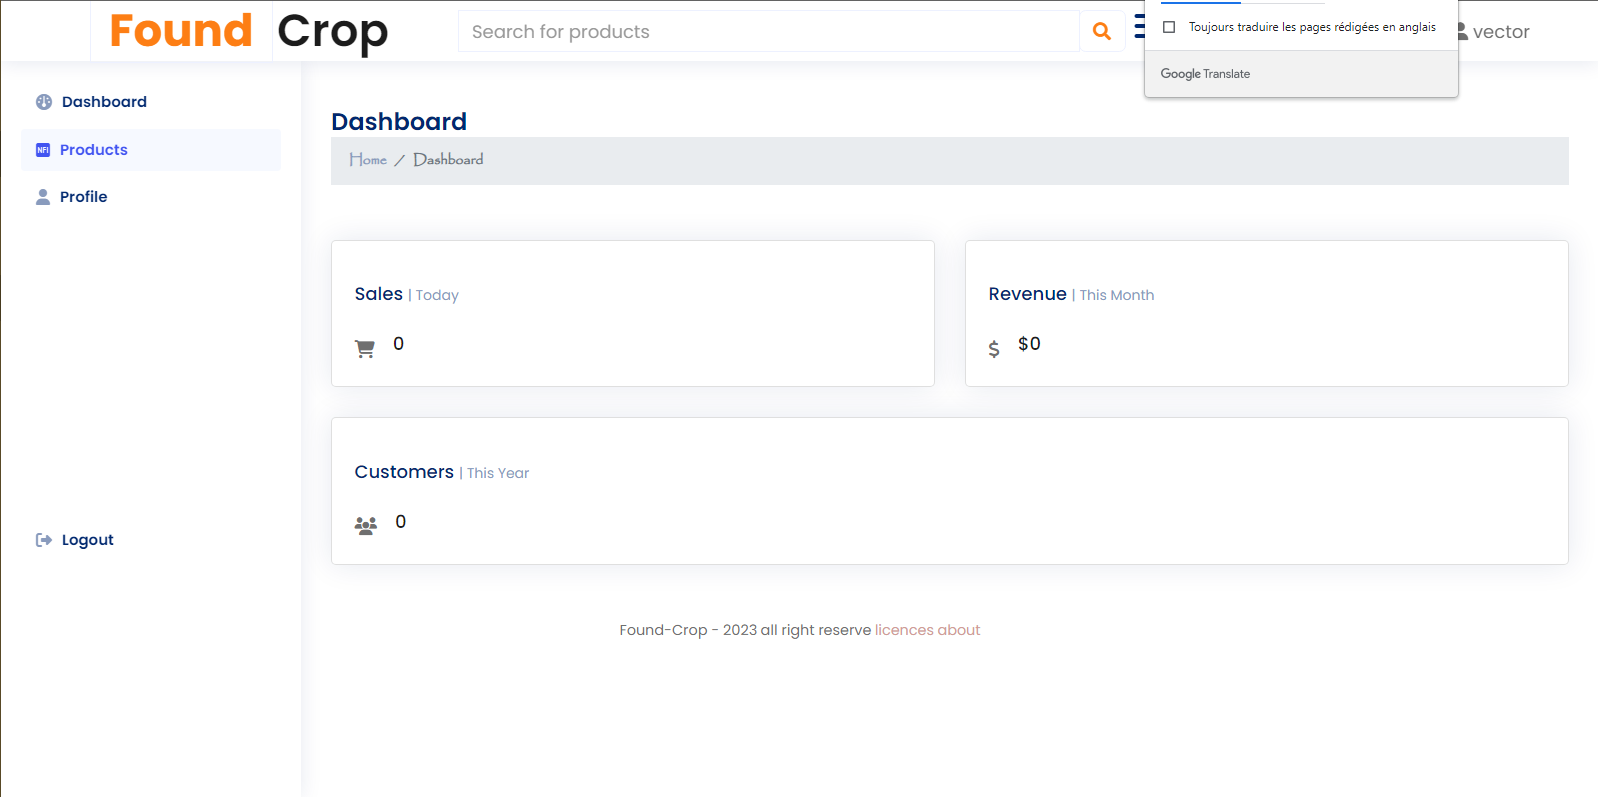 Found Crop
Search for products
Toujours traduire les pages rédigées en anglais
Google Translate
vector
Dashboard
Products
Profile
Logout
Dashboard
Home / Dashboard
Sales | Today
0
Revenue | This Month
$0
Customers | This Year
0
Found-Crop - 2023 all right reserve licences about